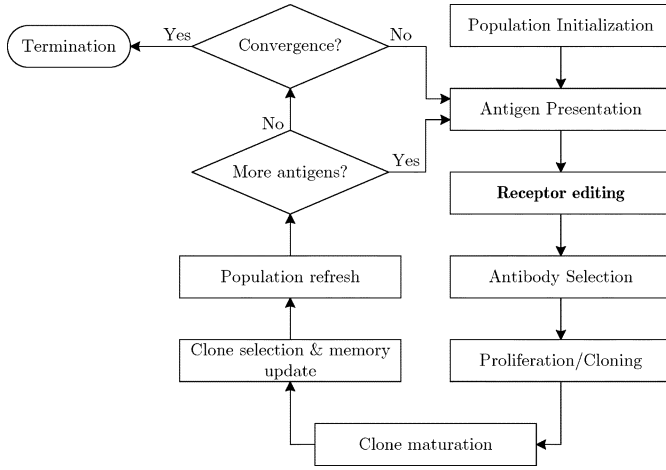 Termination
Yes
Convergence?
No
Population Initialization
Antigen Presentation
No
More antigens?
Yes
Receptor editing
Population refresh
Antibody Selection
Clone selection & memory
update
Proliferation/Cloning
Clone maturation